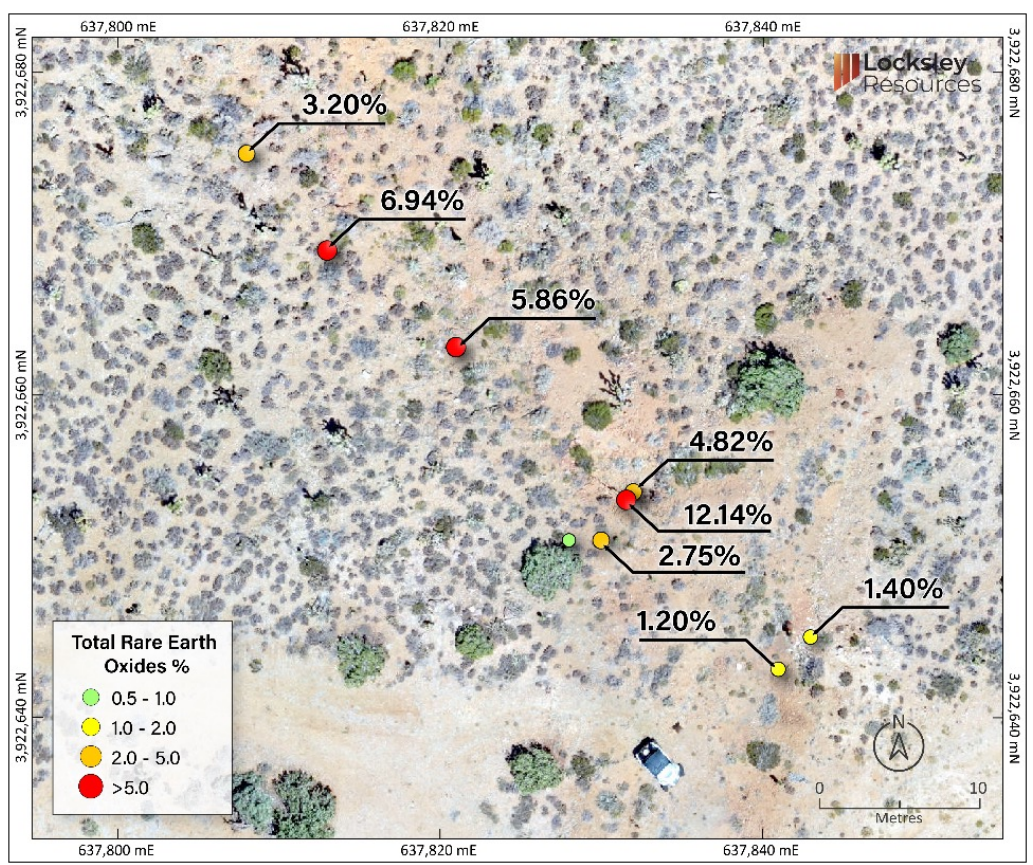 637,800 mE
637,820 mE
637,840 mE
3,922,680 mN
3,922,680 mN
Locksley
Resources
3.20%
6.94%
5.86%
3,922,660 mN
3,922,660 mN
4.82%
12.14%
2.75%
1.40%
1.20%
Total Rare Earth
Oxides %
0.5 - 1.0
1.0 - 2.0
2.0 - 5.0
>5.0
3,922,640 mN
3,922,640 mN
N
0 10
Metres
637,800 mE
637,820 mE
637,840 mE